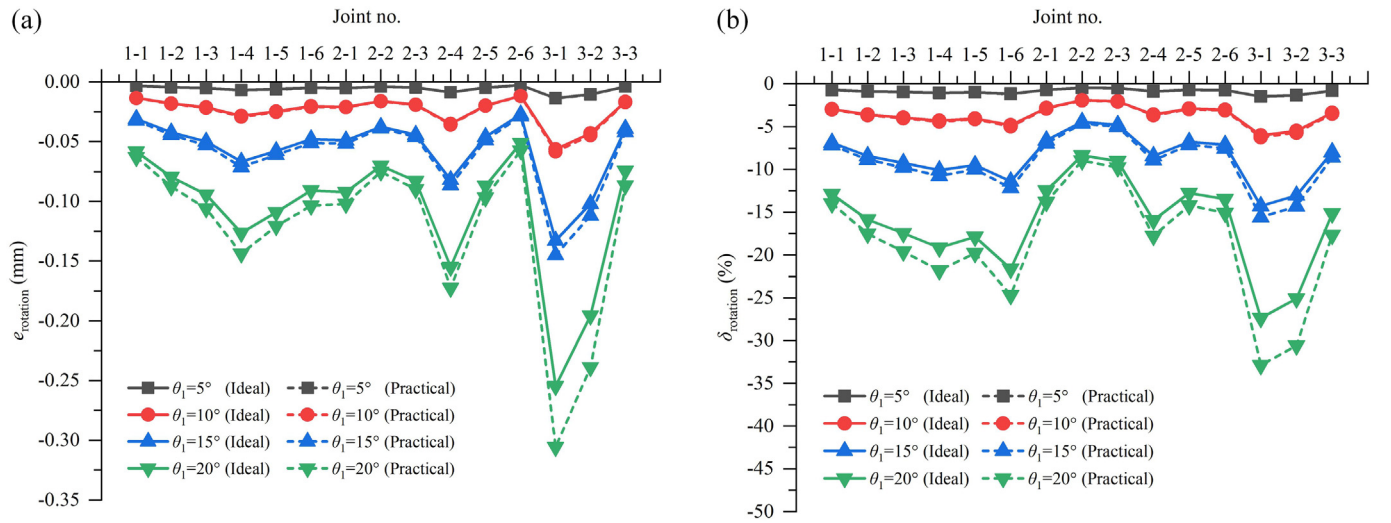 (a)
Joint no.
1-1 1-2 1-3 1-4 1-5 1-6 2-1 2-2 2-3 2-4 2-5 2-6 3-1 3-2 3-3
0.00
-0.05
-0.10
-0.15
-0.20
-0.25
-0.30
-0.35
e_rotation (mm)
θ₁=5° (Ideal) θ₁=5° (Practical)
θ₁=10° (Ideal) θ₁=10° (Practical)
θ₁=15° (Ideal) θ₁=15° (Practical)
θ₁=20° (Ideal) θ₁=20° (Practical)
(b)
Joint no.
1-1 1-2 1-3 1-4 1-5 1-6 2-1 2-2 2-3 2-4 2-5 2-6 3-1 3-2 3-3
0
-5
-10
-15
-20
-25
-30
-35
-40
-45
-50
δ_rotation (%)
θ₁=5° (Ideal) θ₁=5° (Practical)
θ₁=10° (Ideal) θ₁=10° (Practical)
θ₁=15° (Ideal) θ₁=15° (Practical)
θ₁=20° (Ideal) θ₁=20° (Practical)